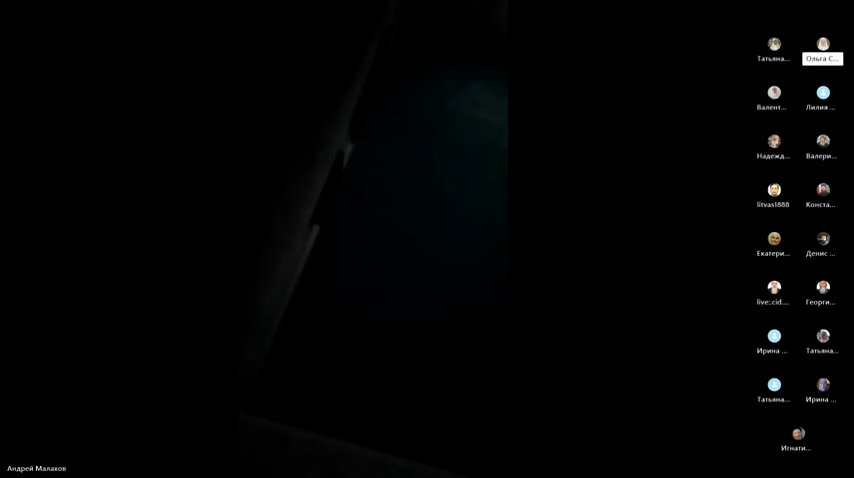 Татьяна...
Ольга С...
Валент...
Лилия ...
Надежд...
Валери...
litvas1888
Конста...
Екатери...
Денис ...
live:.cid....
Георги...
Ирина ...
Татьяна...
Татьяна...
Ирина ...
Игнати...
Андрей Малахов